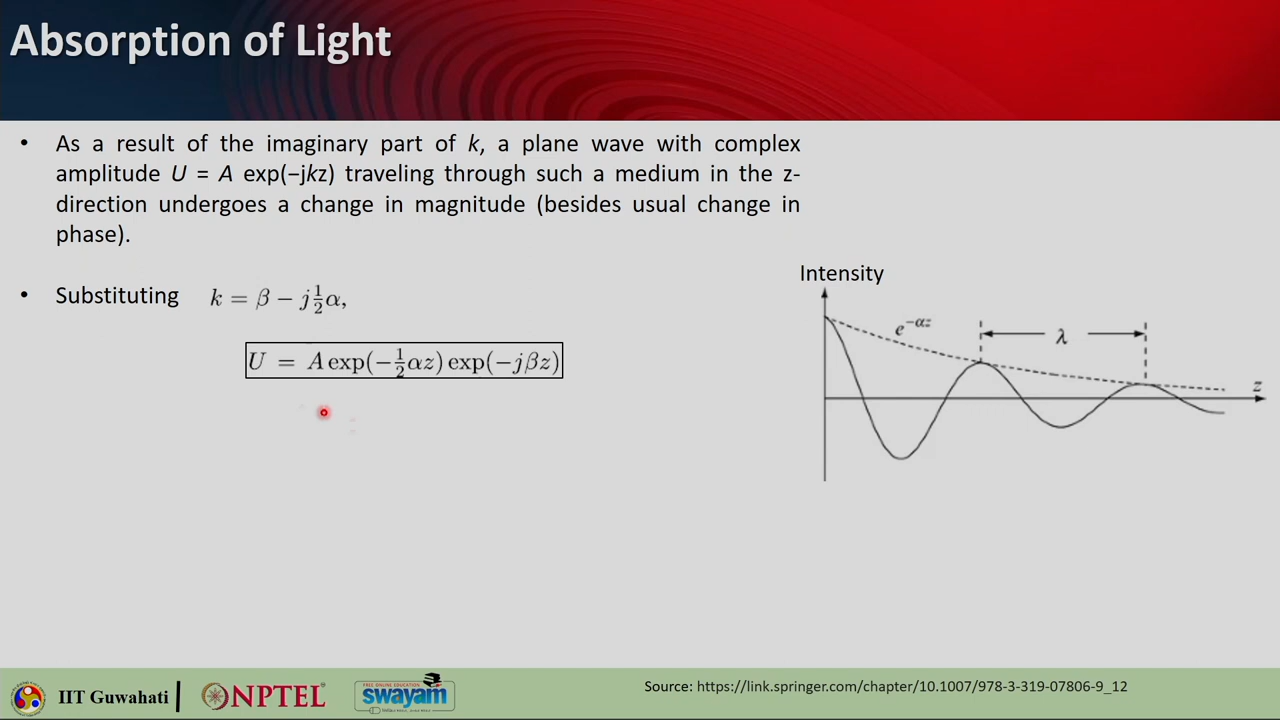 Absorption of Light
• As a result of the imaginary part of k, a plane wave with complex
amplitude U = A exp(−jkz) traveling through such a medium in the z-
direction undergoes a change in magnitude (besides usual change in
phase).
• Substituting k = β − j½α,
U = A exp(−½αz) exp(−jβz)
Intensity
e^{−αz}
λ
z
IIT Guwahati
NPTEL
FREE ONLINE EDUCATION
swayam
Source: https://link.springer.com/chapter/10.1007/978-3-319-07806-9_12